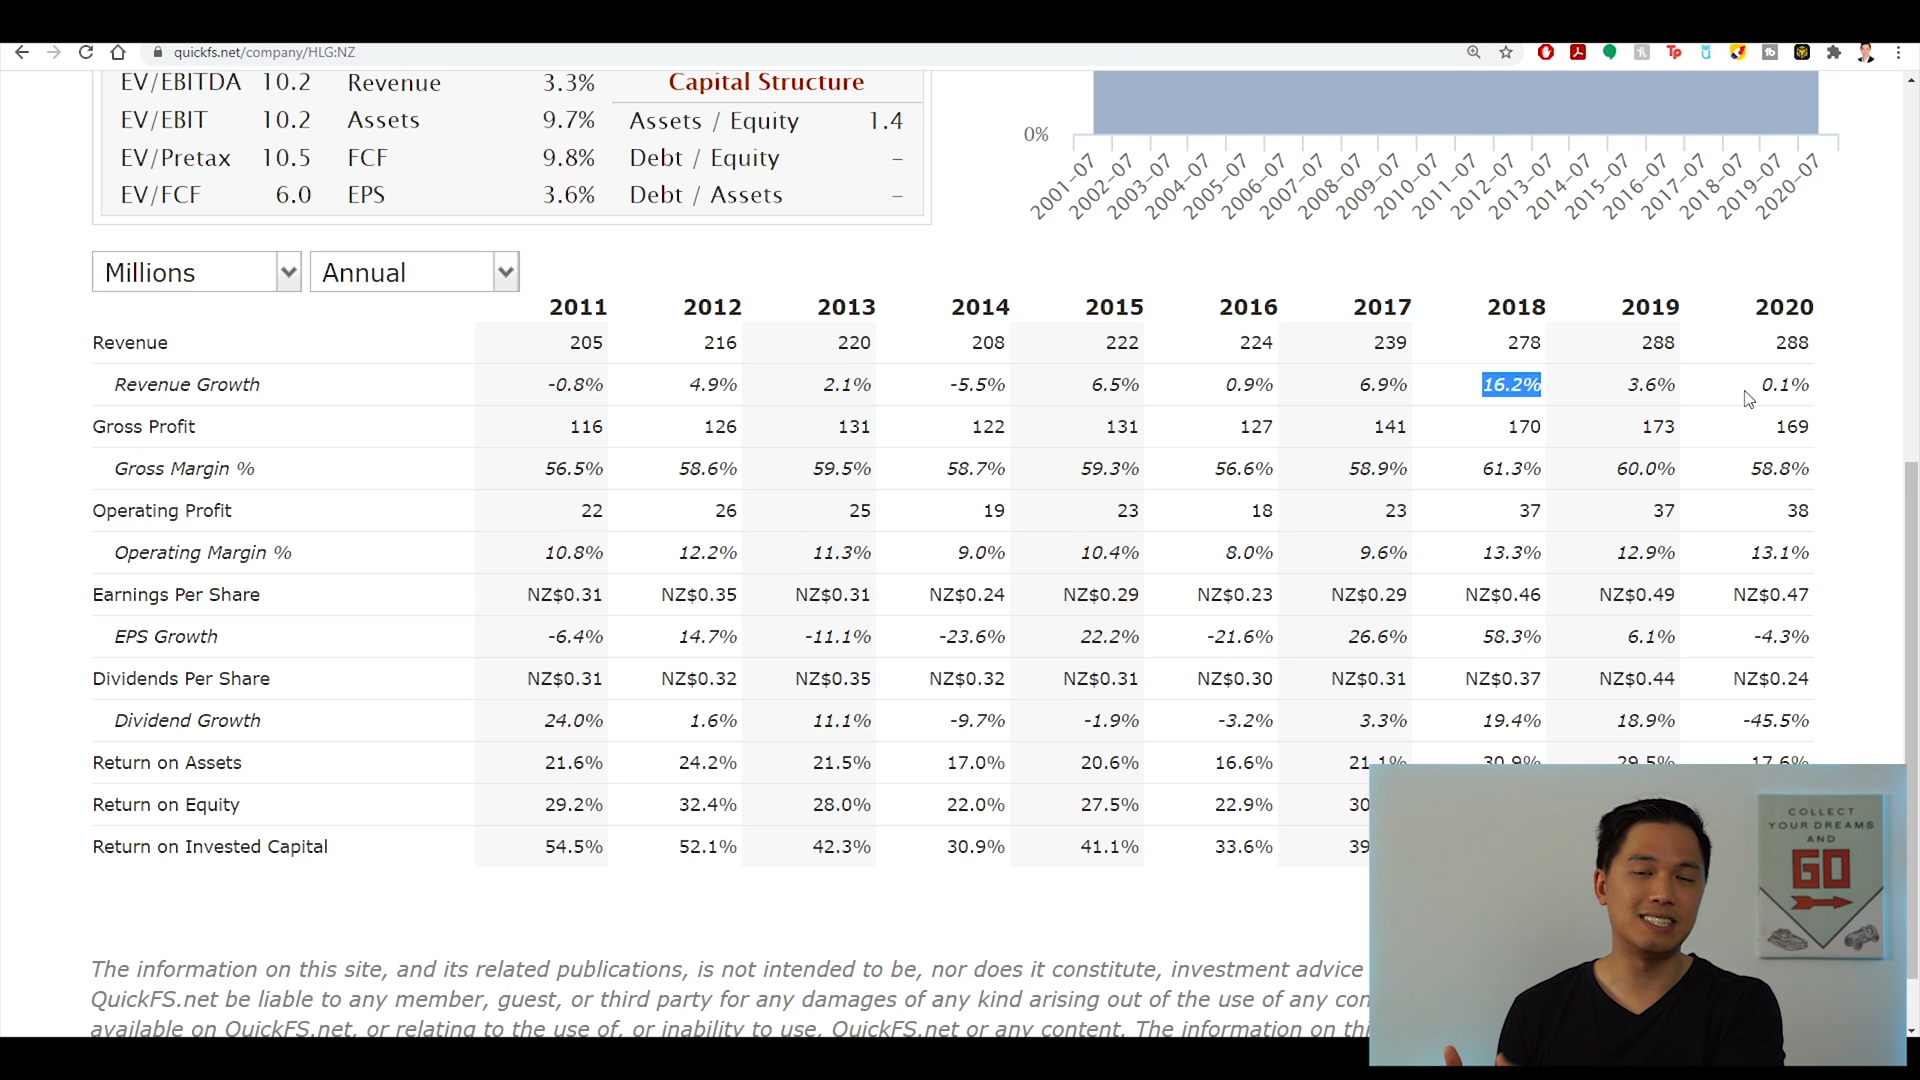 quickfs.net/company/HLG:NZ
EV/EBITDA 10.2 Revenue 3.3% Capital Structure
EV/EBIT 10.2 Assets 9.7% Assets / Equity 1.4
EV/Pretax 10.5 FCF 9.8% Debt / Equity –
EV/FCF 6.0 EPS 3.6% Debt / Assets –
0%
2001-07 2002-07 2003-07 2004-07 2005-07 2006-07 2007-07 2008-07 2009-07 2010-07 2011-07 2012-07 2013-07 2014-07 2015-07 2016-07 2017-07 2018-07 2019-07 2020-07
Millions Annual
2011 2012 2013 2014 2015 2016 2017 2018 2019 2020
Revenue 205 216 220 208 222 224 239 278 288 288
Revenue Growth -0.8% 4.9% 2.1% -5.5% 6.5% 0.9% 6.9% 16.2% 3.6% 0.1%
Gross Profit 116 126 131 122 131 127 141 170 173 169
Gross Margin % 56.5% 58.6% 59.5% 58.7% 59.3% 56.6% 58.9% 61.3% 60.0% 58.8%
Operating Profit 22 26 25 19 23 18 23 37 37 38
Operating Margin % 10.8% 12.2% 11.3% 9.0% 10.4% 8.0% 9.6% 13.3% 12.9% 13.1%
Earnings Per Share NZ$0.31 NZ$0.35 NZ$0.31 NZ$0.24 NZ$0.29 NZ$0.23 NZ$0.29 NZ$0.46 NZ$0.49 NZ$0.47
EPS Growth -6.4% 14.7% -11.1% -23.6% 22.2% -21.6% 26.6% 58.3% 6.1% -4.3%
Dividends Per Share NZ$0.31 NZ$0.32 NZ$0.35 NZ$0.32 NZ$0.31 NZ$0.30 NZ$0.31 NZ$0.37 NZ$0.44 NZ$0.24
Dividend Growth 24.0% 1.6% 11.1% -9.7% -1.9% -3.2% 3.3% 19.4% 18.9% -45.5%
Return on Assets 21.6% 24.2% 21.5% 17.0% 20.6% 16.6% 21.1% 30.9% 29.5% 17.6%
Return on Equity 29.2% 32.4% 28.0% 22.0% 27.5% 22.9% 30
Return on Invested Capital 54.5% 52.1% 42.3% 30.9% 41.1% 33.6% 39
COLLECT
YOUR DREAMS
AND
GO
The information on this site, and its related publications, is not intended to be, nor does it constitute, investment advice
QuickFS.net be liable to any member, guest, or third party for any damages of any kind arising out of the use of any con
available on QuickFS.net, or relating to the use of, or inability to use, QuickFS.net or any content. The information on thi